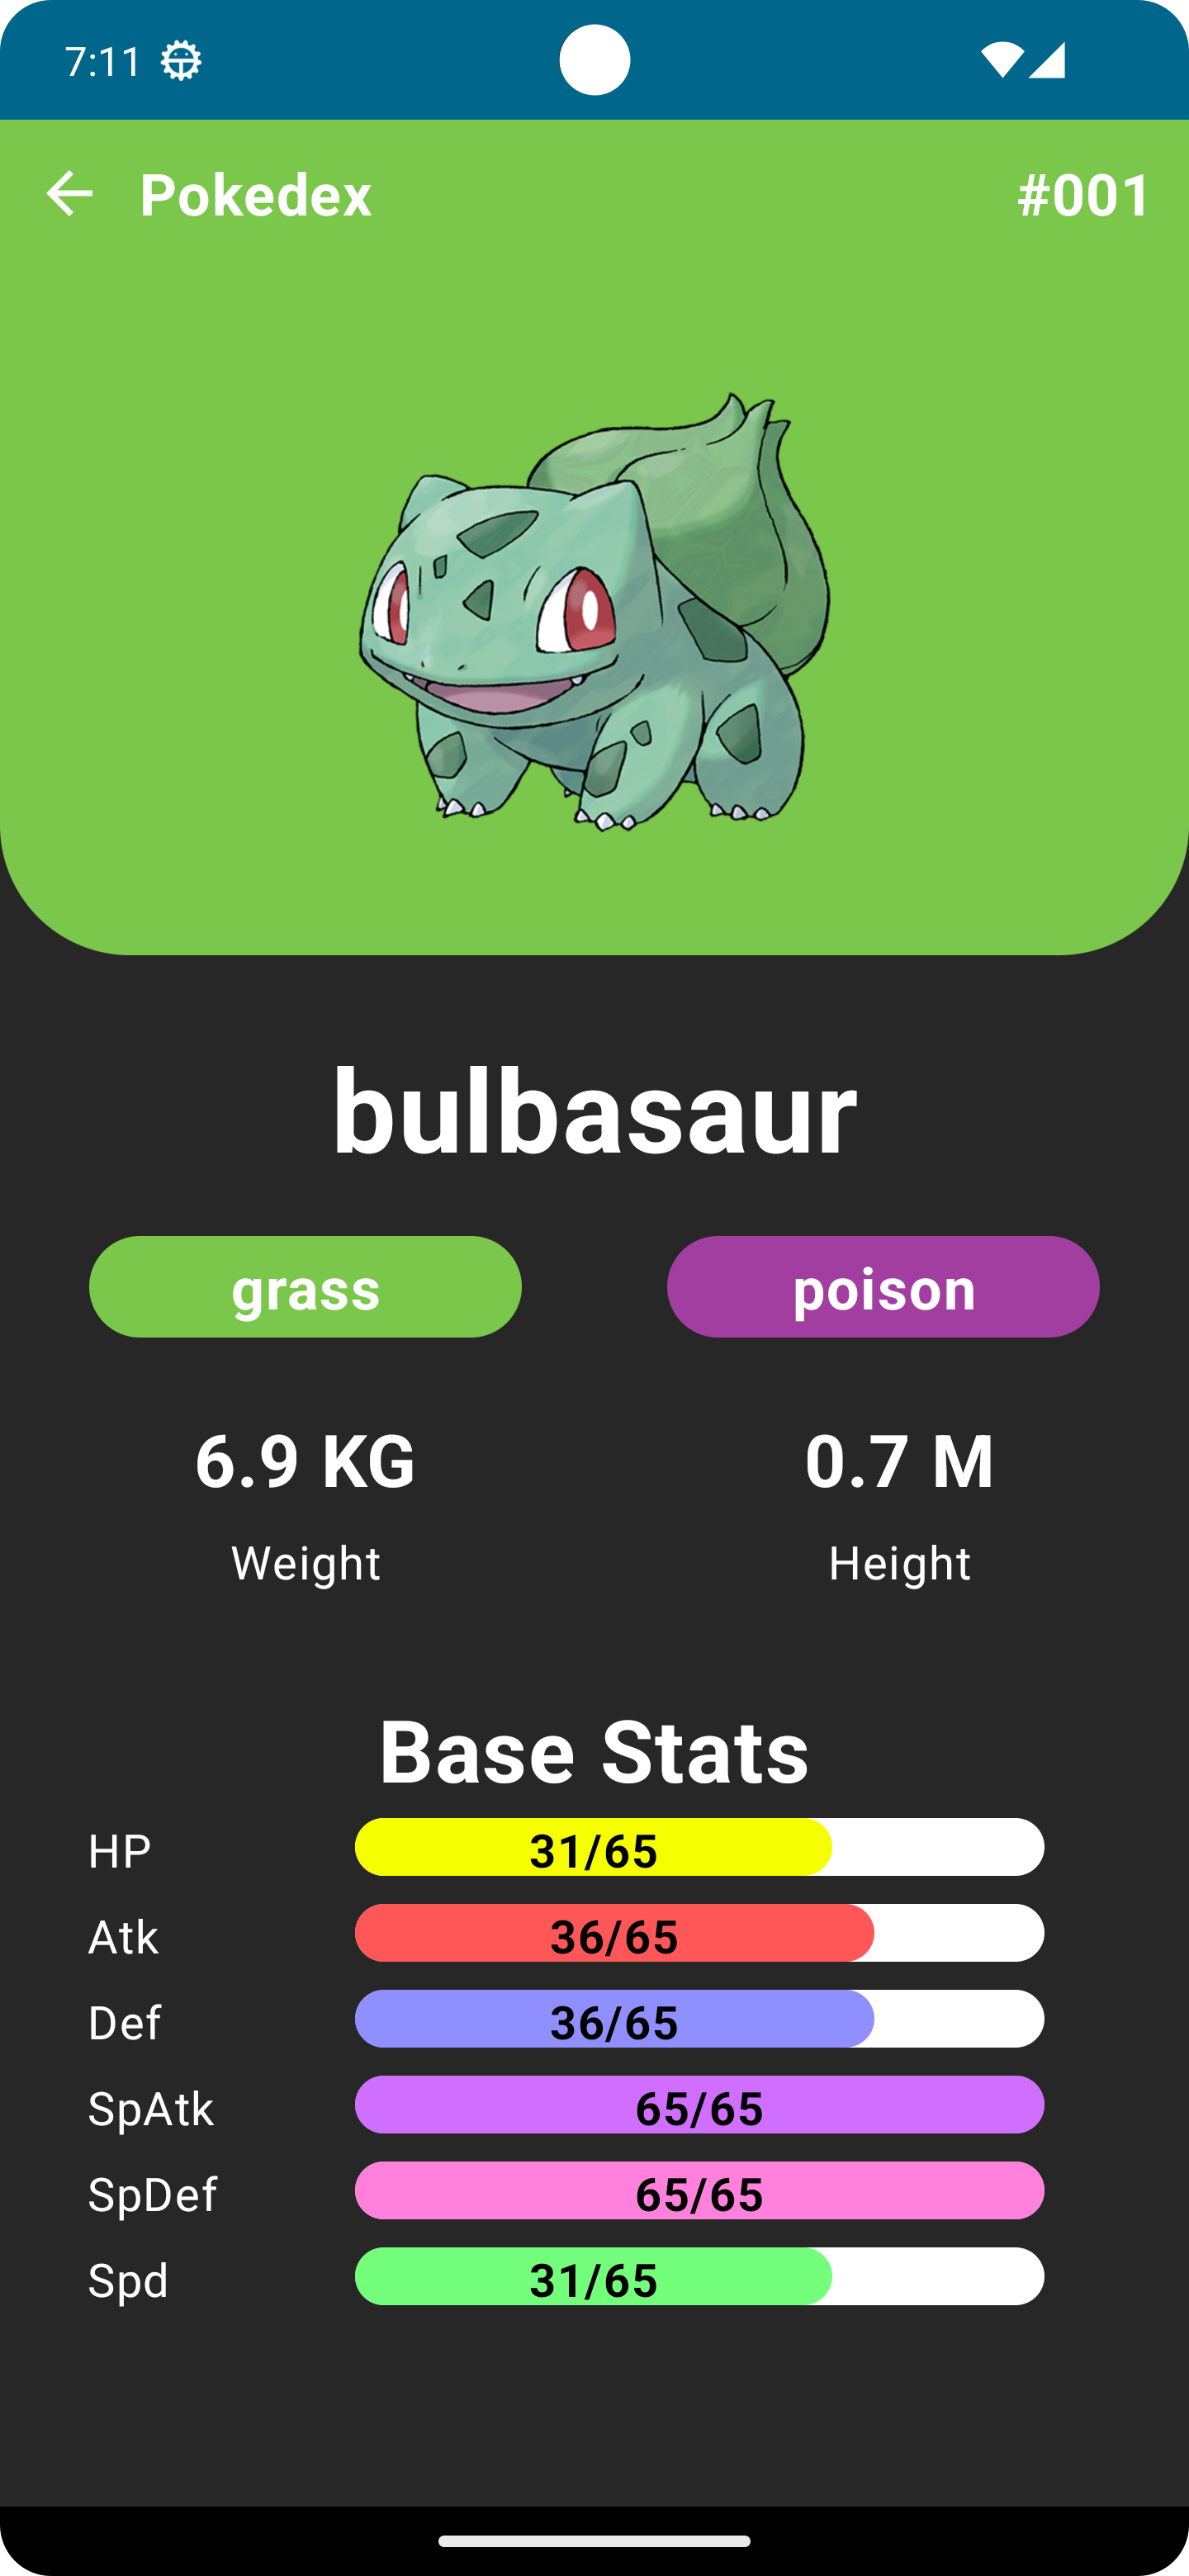 7:11
Pokedex #001
bulbasaur
grass poison
6.9 KG 0.7 M
Weight Height
Base Stats
HP 31/65
Atk 36/65
Def 36/65
SpAtk 65/65
SpDef 65/65
Spd 31/65